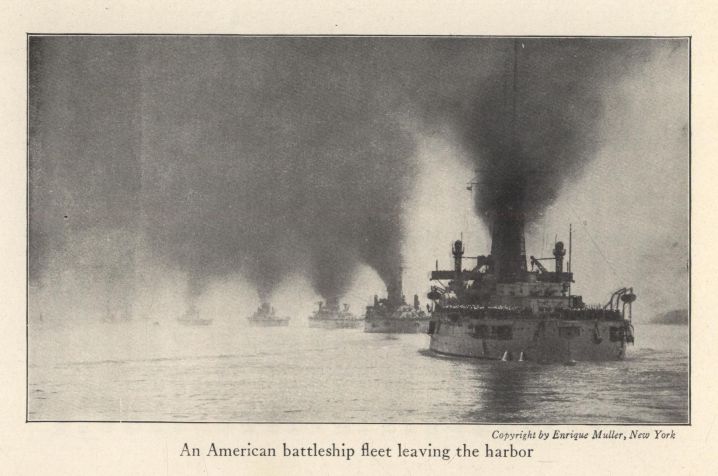 Copyright by Enrique Muller, New York
An American battleship fleet leaving the harbor